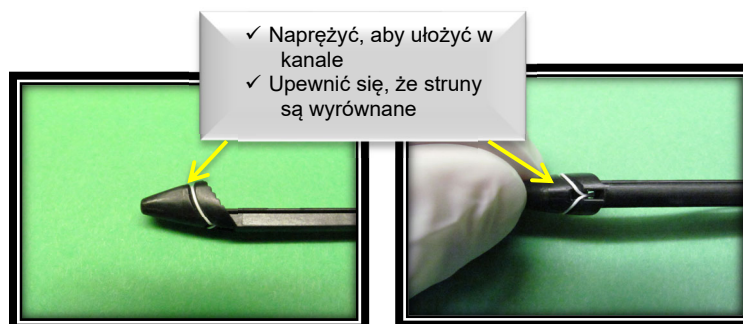 ✓ Naprężyć, aby ułożyć w
kanale
✓ Upewnić się, że struny
są wyrównane